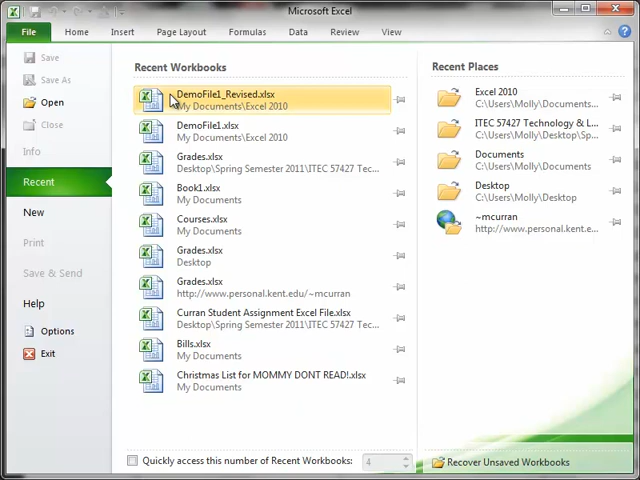 Microsoft Excel
File
Home
Insert
Page Layout
Formulas
Data
Review
View
Save
Save As
Open
Close
Info
Recent
New
Print
Save & Send
Help
Options
Exit
Recent Workbooks
DemoFile1_Revised.xlsx
My Documents\Excel 2010
DemoFile1.xlsx
My Documents\Excel 2010
Grades.xlsx
Desktop\Spring Semester 2011\ITEC 57427 Tec...
Book1.xlsx
My Documents
Courses.xlsx
My Documents
Grades.xlsx
Desktop
Grades.xlsx
http://www.personal.kent.edu/~mcurran
Curran Student Assignment Excel File.xlsx
Desktop\Spring Semester 2011\ITEC 57427 Tec...
Bills.xlsx
My Documents
Christmas List for MOMMY DONT READ!.xlsx
My Documents
Quickly access this number of Recent Workbooks:
4
Recent Places
Excel 2010
C:\Users\Molly\Documents...
ITEC 57427 Technology & L...
C:\Users\Molly\Desktop\S...
Documents
C:\Users\Molly\Documents
Desktop
C:\Users\Molly\Desktop
~mcurran
http://www.personal.kent.e...
Recover Unsaved Workbooks